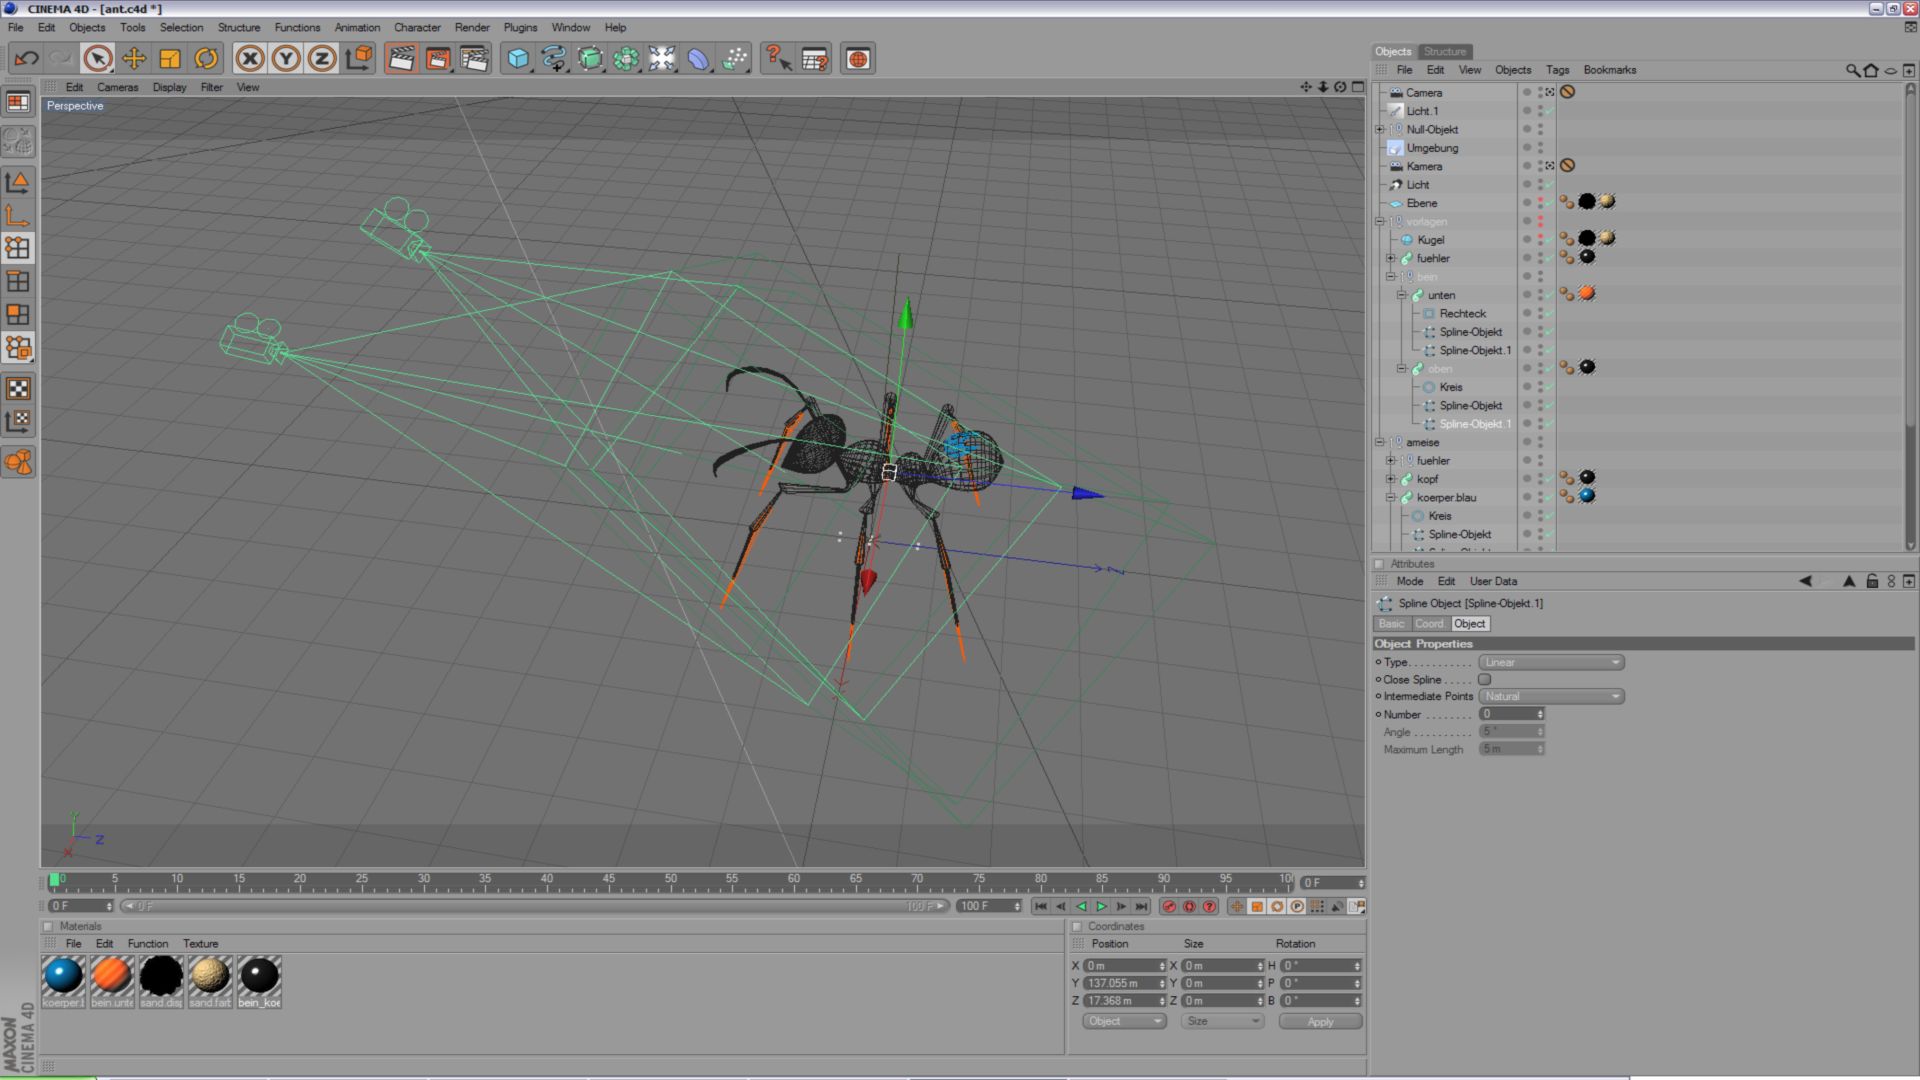 CINEMA 4D - [ant.c4d *]
File Edit Objects Tools Selection Structure Functions Animation Character Render Plugins Window Help
Objects Structure
File Edit View Objects Tags Bookmarks
Edit Cameras Display Filter View
Perspective
Camera
Licht.1
Null-Objekt
Umgebung
Kamera
Licht
Ebene
vorlagen
Kugel
fuehler
bein
unten
Rechteck
Spline-Objekt
Spline-Objekt.1
oben
Kreis
Spline-Objekt
Spline-Objekt.1
ameise
fuehler
kopf
koerper.blau
Kreis
Spline-Objekt
Attributes
Mode Edit User Data
Spline Object [Spline-Objekt.1]
Basic Coord. Object
Object Properties
Type Linear
Close Spline
Intermediate Points Natural
Number 0
Angle 5 °
Maximum Length 5 m
Y
Z
X
Z
0 5 10 15 20 25 30 35 40 45 50 55 60 65 70 75 80 85 90 95 10
0 F
0 F 0 F 100 F 100 F
Materials
File Edit Function Texture
koerper.l bein.unte sand.disp sand.farb bein_koe
Coordinates
Position Size Rotation
X 0 m X 0 m H 0 °
Y 137.055 m Y 0 m P 0 °
Z 17.368 m Z 0 m B 0 °
Object Size Apply
MAXON
CINEMA 4D